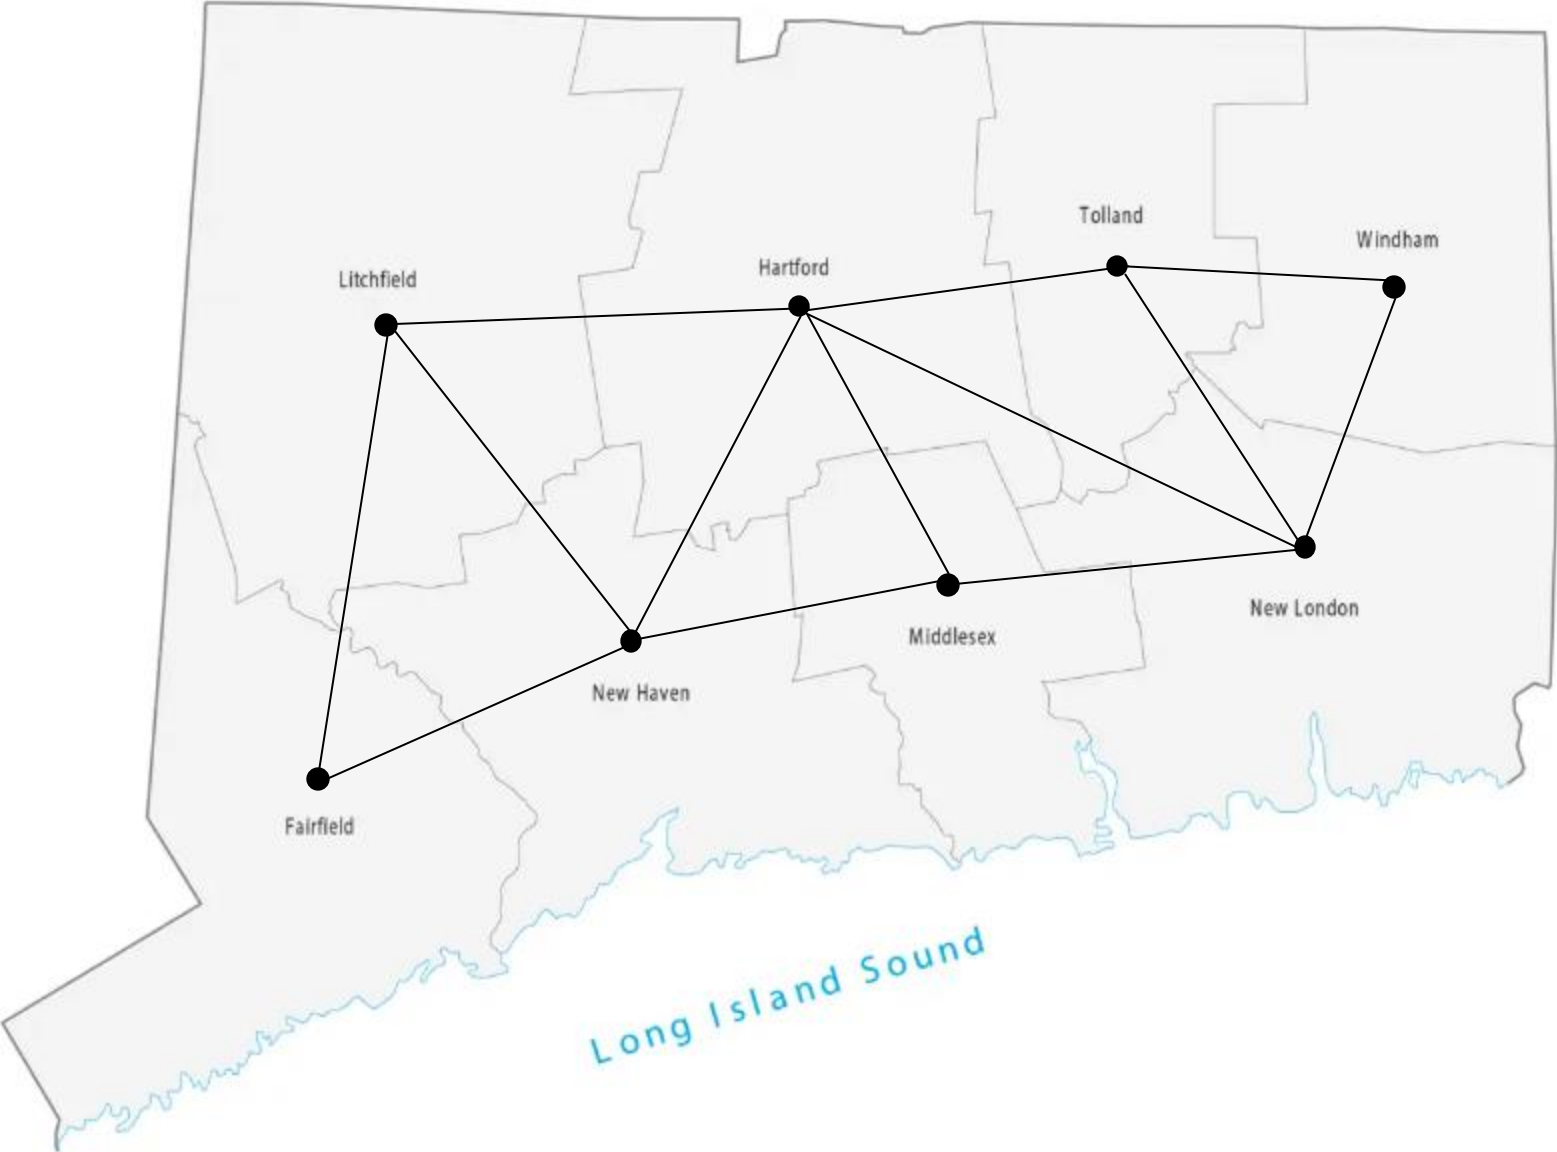 Tolland
Windham
Hartford
Litchfield
New London
Middlesex
New Haven
Fairfield
Long Island Sound